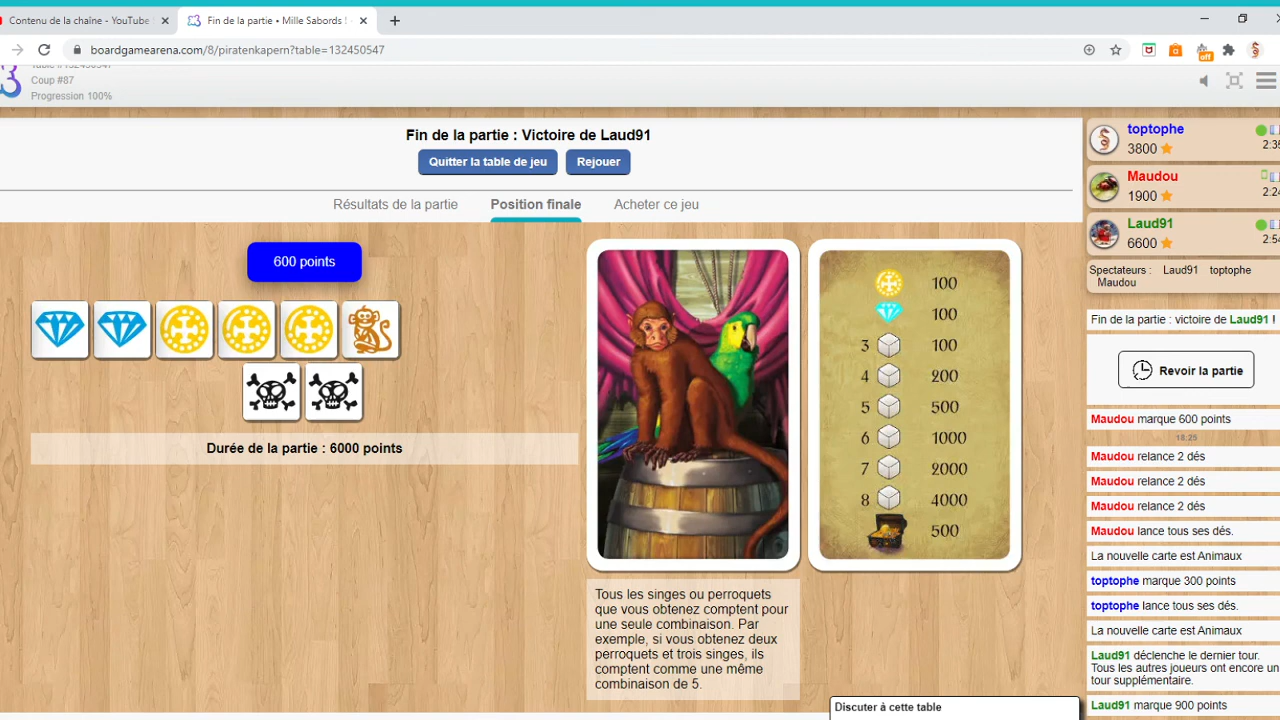 Contenu de la chaîne - YouTube
Fin de la partie • Mille Sabords !
boardgamearena.com/8/piratenkapern?table=132450547
off
Table #132450547
Coup #87
Progression 100%
Fin de la partie : Victoire de Laud91
Quitter la table de jeu
Rejouer
Résultats de la partie
Position finale
Acheter ce jeu
600 points
Durée de la partie : 6000 points
100
100
3 100
4 200
5 500
6 1000
7 2000
8 4000
500
Tous les singes ou perroquets
que vous obtenez comptent pour
une seule combinaison. Par
exemple, si vous obtenez deux
perroquets et trois singes, ils
comptent comme une même
combinaison de 5.
toptophe
3800
Maudou
1900
Laud91
6600
Spectateurs : Laud91 toptophe
Maudou
Fin de la partie : victoire de Laud91 !
Revoir la partie
Maudou marque 600 points
18:25
Maudou relance 2 dés
Maudou relance 2 dés
Maudou relance 2 dés
Maudou lance tous ses dés.
La nouvelle carte est Animaux
toptophe marque 300 points
toptophe lance tous ses dés.
La nouvelle carte est Animaux
Laud91 déclenche le dernier tour.
Tous les autres joueurs ont encore un
tour supplémentaire.
Laud91 marque 900 points
Discuter à cette table